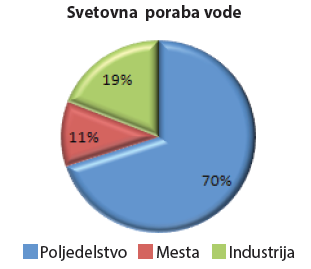 Svetovna poraba vode
19%
11%
70%
Poljedelstvo Mesta Industrija